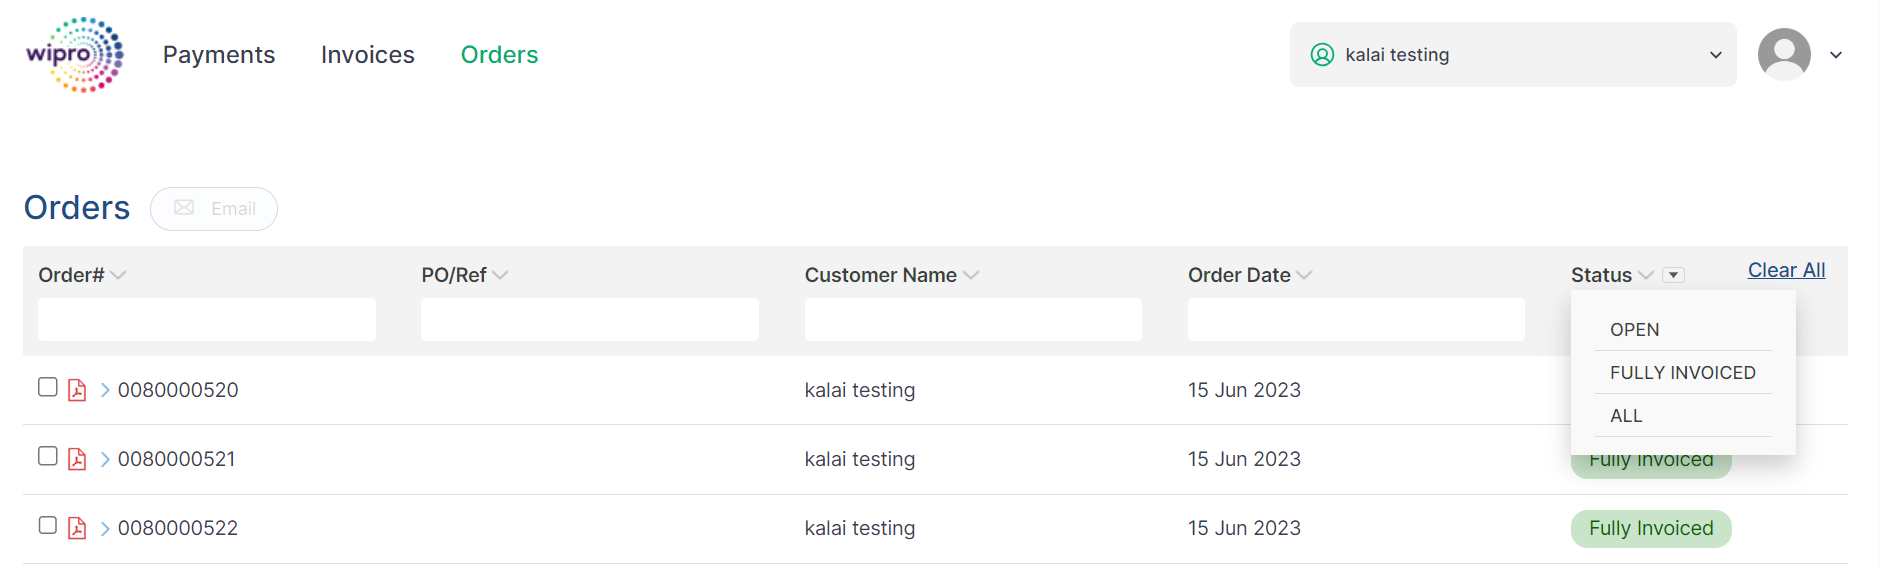 wipro Payments Invoices Orders kalai testing
Orders Email
Order# PO/Ref Customer Name Order Date Status Clear All
OPEN
FULLY INVOICED
0080000520 kalai testing 15 Jun 2023
ALL
0080000521 kalai testing 15 Jun 2023 Fully Invoiced
0080000522 kalai testing 15 Jun 2023 Fully Invoiced